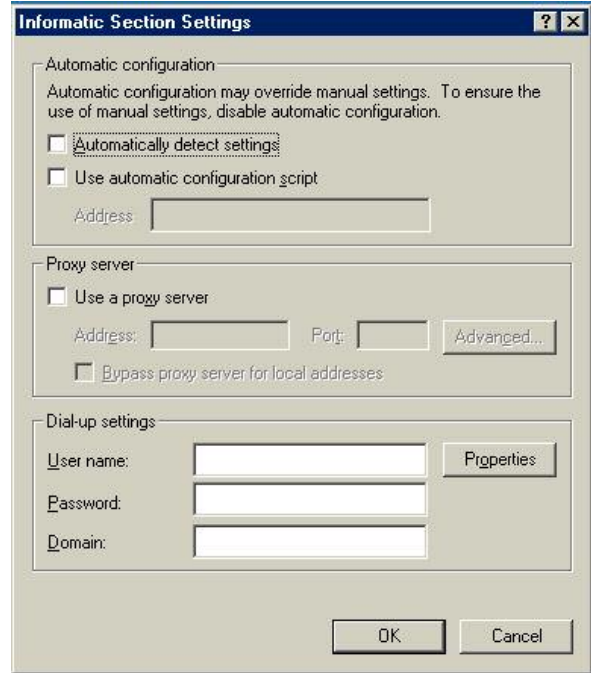 Informatic Section Settings
Automatic configuration
Automatic configuration may override manual settings.  To ensure the
use of manual settings, disable automatic configuration.
Automatically detect settings
Use automatic configuration script
Address
Proxy server
Use a proxy server
Address: Port: Advanced...
Bypass proxy server for local addresses
Dial-up settings
User name: Properties
Password:
Domain:
OK Cancel